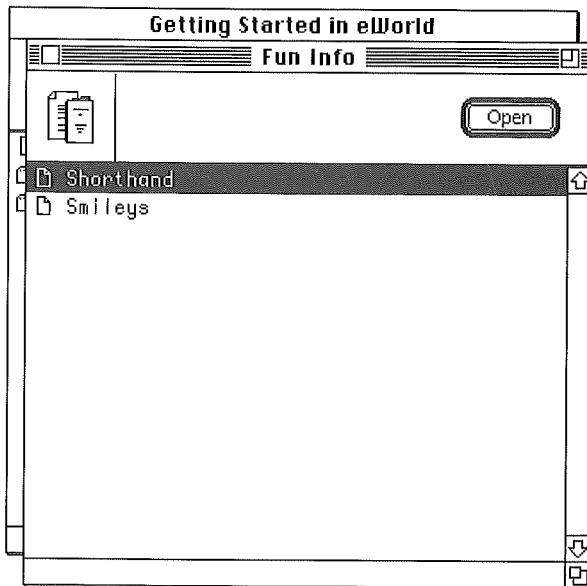 Getting Started in eWorld
Fun Info
Open
Shorthand
Smileys